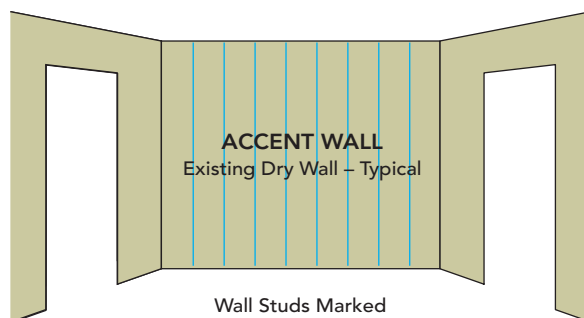 ACCENT WALL
Existing Dry Wall – Typical
Wall Studs Marked